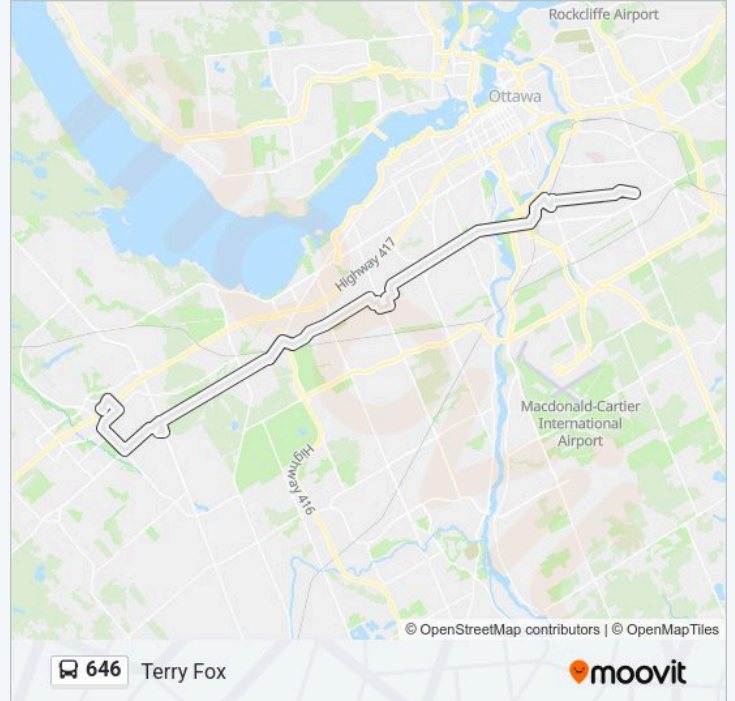 Rockcliffe Airport
Ottawa
Highway 417
Macdonald-Cartier
International
Airport
Highway 416
© OpenStreetMap contributors | © OpenMapTiles
646 Terry Fox
moovit